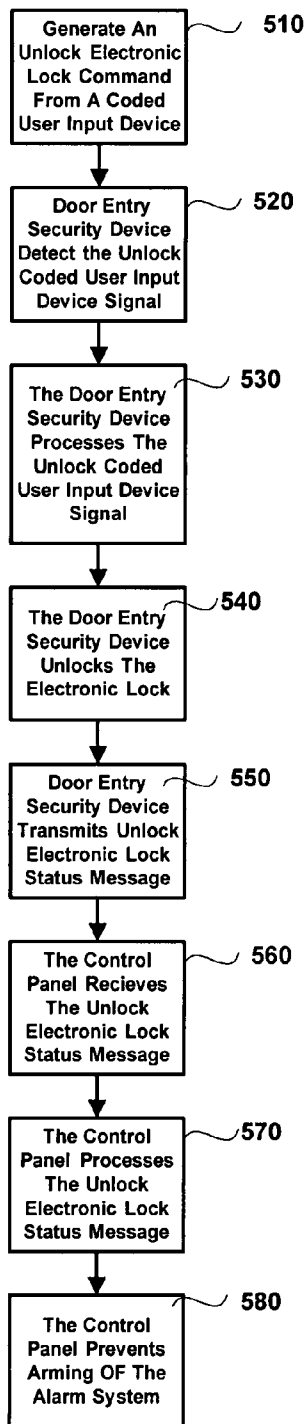 Generate An
Unlock Electronic
Lock Command
From A Coded
User Input Device
510
Door Entry
Security Device
Detect the Unlock
Coded User Input
Device Signal
520
The Door Entry
Security Device
Processes The
Unlock Coded
User Input Device
Signal
530
The Door Entry
Security Device
Unlocks The
Electronic Lock
540
Door Entry
Security Device
Transmits Unlock
Electronic Lock
Status Message
550
The Control
Panel Recieves
The Unlock
Electronic Lock
Status Message
560
The Control
Panel Processes
The Unlock
Electronic Lock
Status Message
570
The Control
Panel Prevents
Arming OF The
Alarm System
580